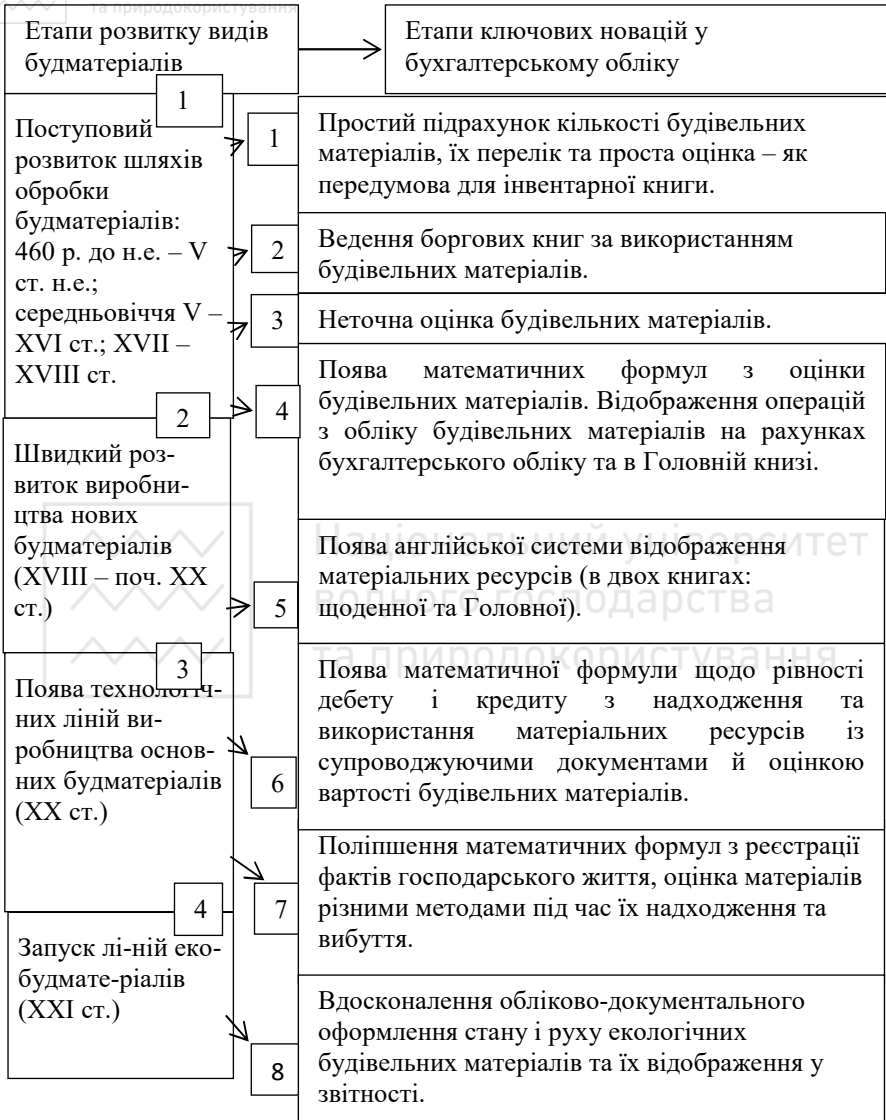 та природокористування
Етапи розвитку видів
будматеріалів
Етапи ключових новацій у
бухгалтерському обліку
1
Поступовий
розвиток шляхів
обробки
будматеріалів:
460 р. до н.е. – V
ст. н.е.;
середньовіччя V –
XVI ст.; XVII –
XVIII ст.
1
Простий підрахунок кількості будівельних
матеріалів, їх перелік та проста оцінка – як
передумова для інвентарної книги.
2
Ведення боргових книг за використанням
будівельних матеріалів.
3
Неточна оцінка будівельних матеріалів.
4
Поява математичних формул з оцінки
будівельних матеріалів. Відображення операцій
з обліку будівельних матеріалів на рахунках
бухгалтерського обліку та в Головній книзі.
2
Швидкий роз-
виток виробни-
цтва нових
будматеріалів
(XVIII – поч. XX
ст.)
5
Поява англійської системи відображення
матеріальних ресурсів (в двох книгах:
щоденної та Головної).
Національний університет
водного господарства
та природокористування
3
Поява технологіч-
них ліній ви-
робництва основ-
них будматеріалів
(XX ст.)
6
Поява математичної формули щодо рівності
дебету і кредиту з надходження та
використання матеріальних ресурсів із
супроводжуючими документами й оцінкою
вартості будівельних матеріалів.
7
Поліпшення математичних формул з реєстрації
фактів господарського життя, оцінка матеріалів
різними методами під час їх надходження та
вибуття.
4
Запуск лі-ній еко-
будмате-ріалів
(XXI ст.)
8
Вдосконалення обліково-документального
оформлення стану і руху екологічних
будівельних матеріалів та їх відображення у
звітності.